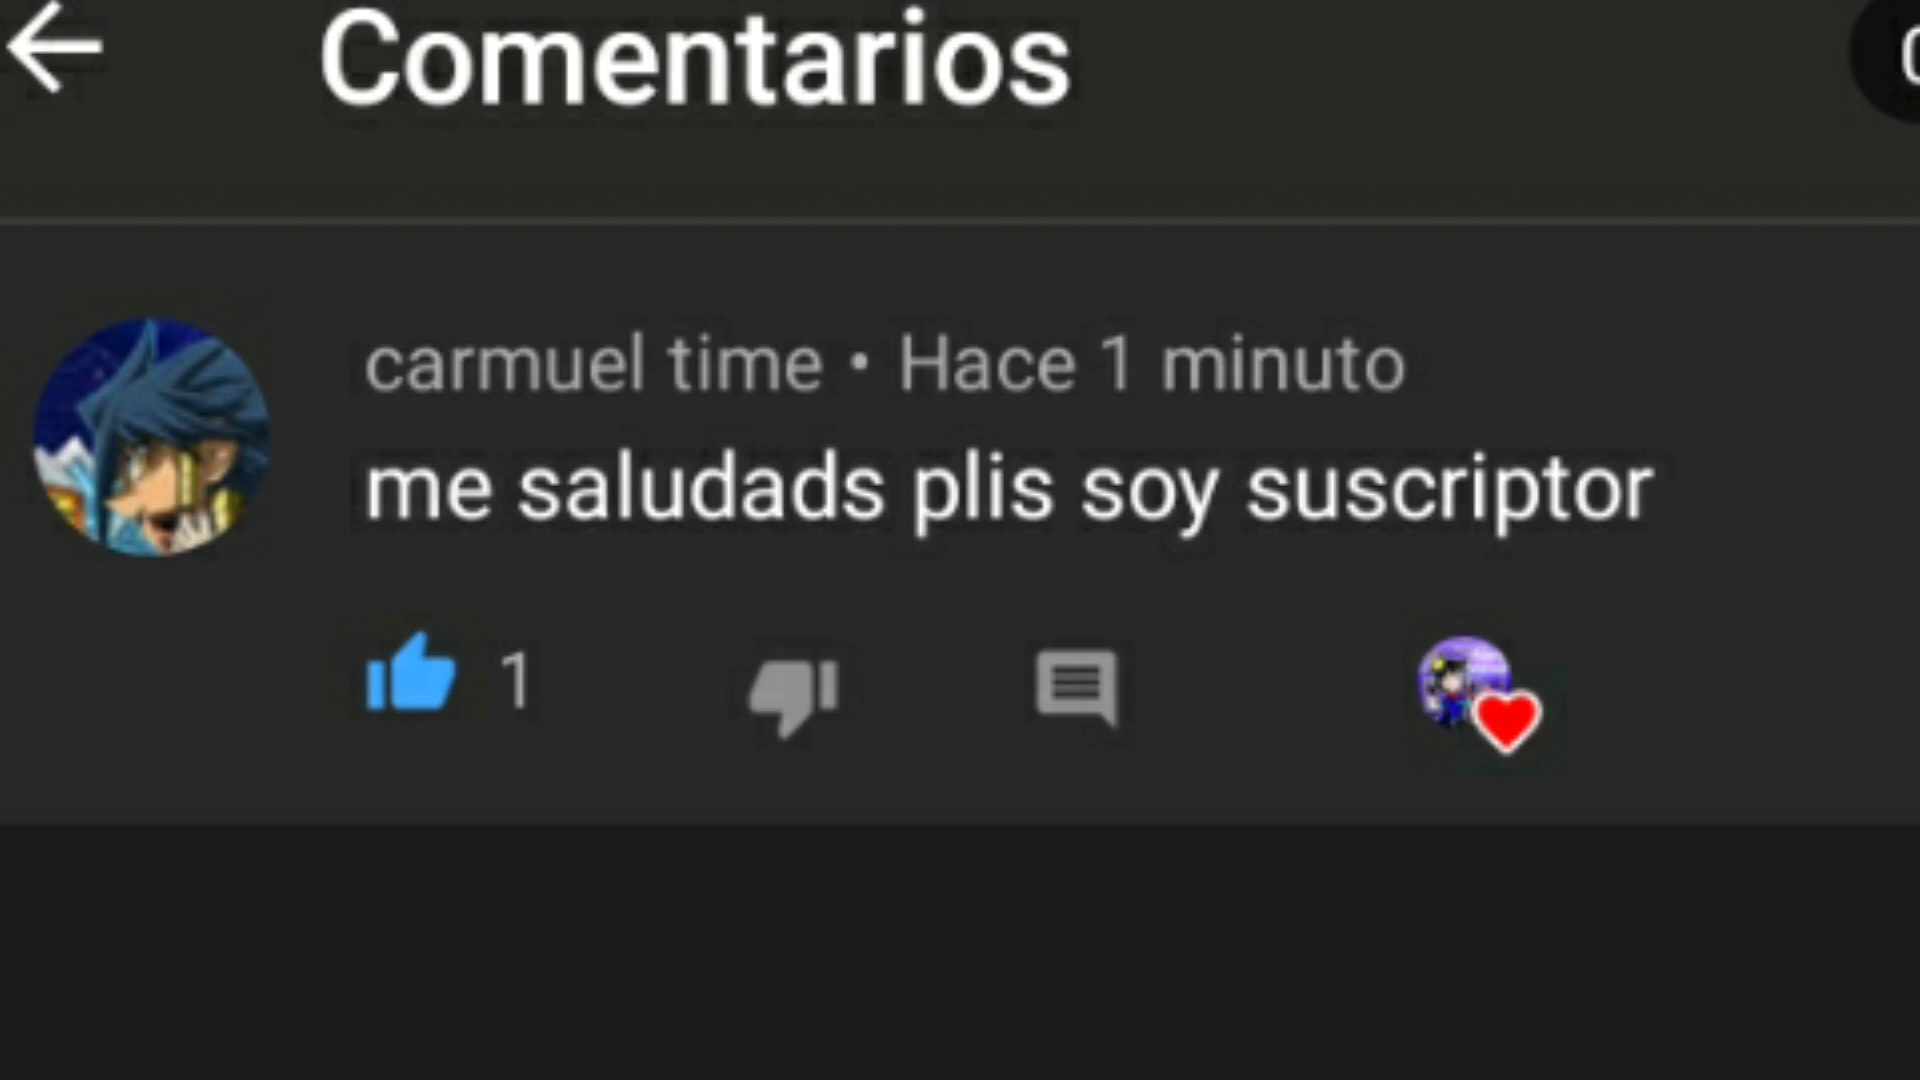 Comentarios
carmuel time • Hace 1 minuto
me saludads plis soy suscriptor
1